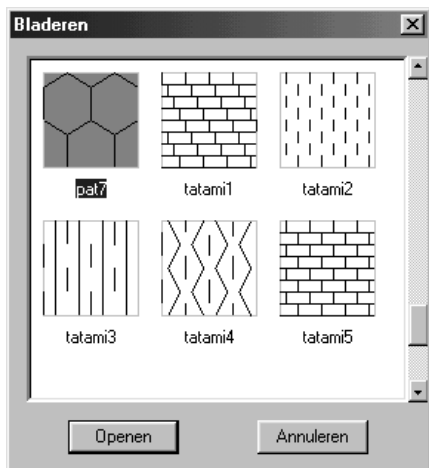 Bladeren
pat7 tatami1 tatami2
tatami3 tatami4 tatami5
Openen Annuleren